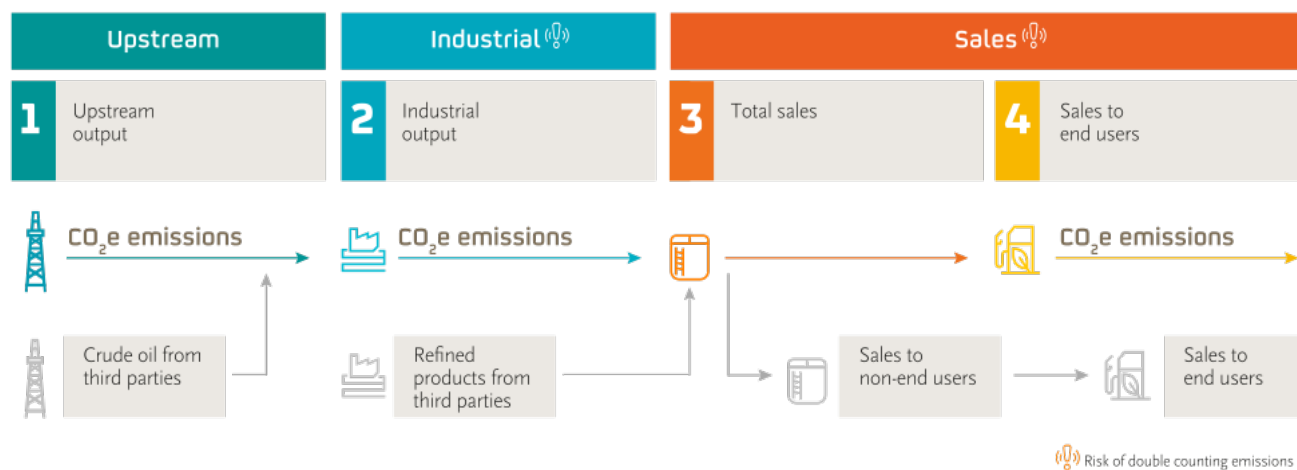 Upstream
Industrial
Sales
1
Upstream
output
2
Industrial
output
3
Total sales
4
Sales to
end users
CO₂e emissions
CO₂e emissions
CO₂e emissions
Crude oil from
third parties
Refined
products from
third parties
Sales to
non-end users
Sales to
end users
Risk of double counting emissions